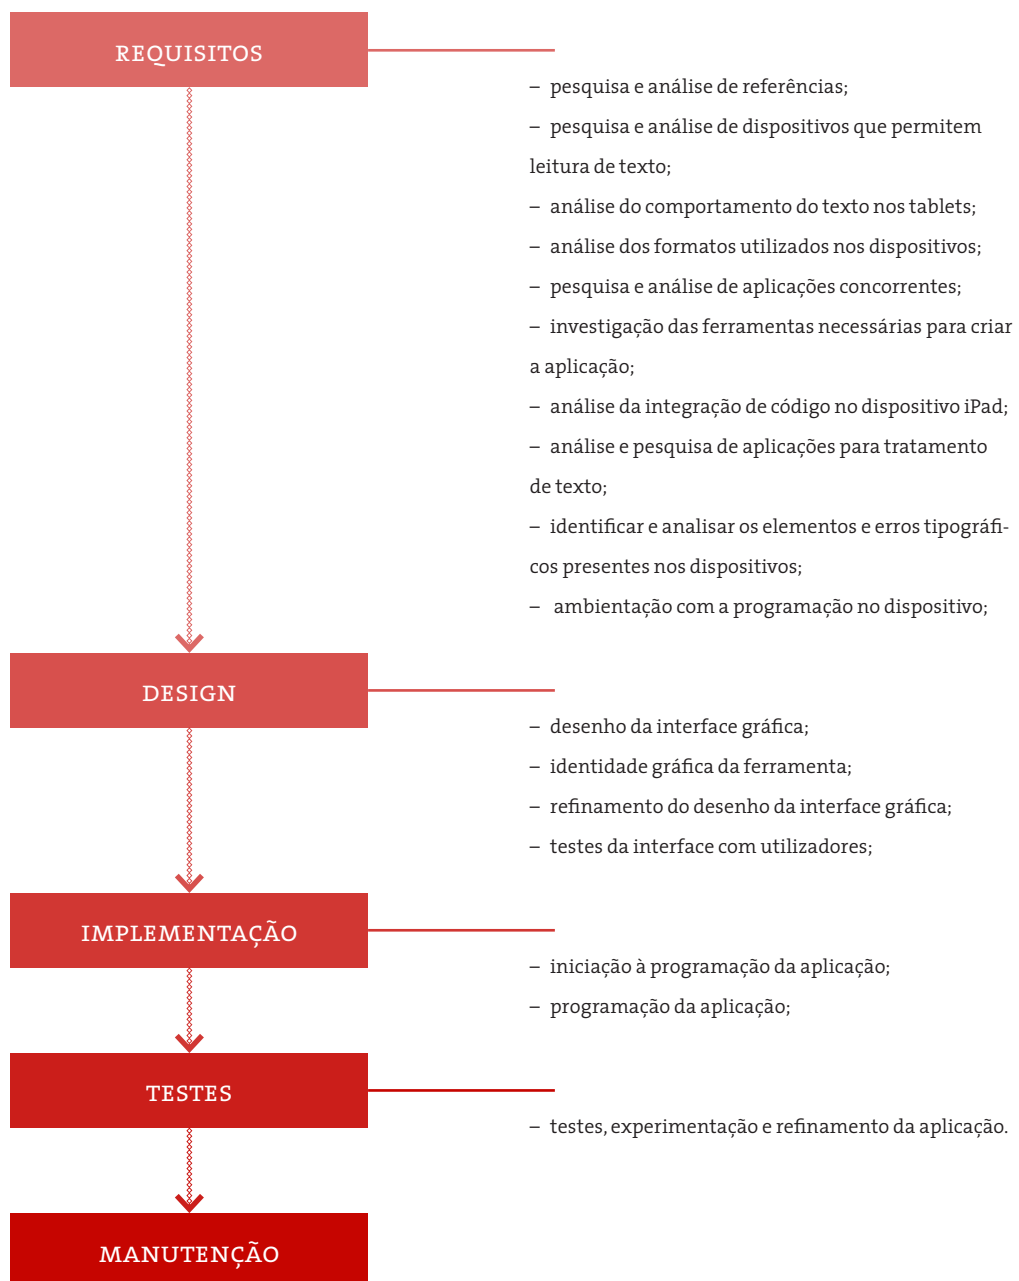 REQUISITOS
– pesquisa e análise de referências;
– pesquisa e análise de dispositivos que permitem
leitura de texto;
– análise do comportamento do texto nos tablets;
– análise dos formatos utilizados nos dispositivos;
– pesquisa e análise de aplicações concorrentes;
– investigação das ferramentas necessárias para criar
a aplicação;
– análise da integração de código no dispositivo iPad;
– análise e pesquisa de aplicações para tratamento
de texto;
– identificar e analisar os elementos e erros tipográfi-
cos presentes nos dispositivos;
– ambientação com a programação no dispositivo;
DESIGN
– desenho da interface gráfica;
– identidade gráfica da ferramenta;
– refinamento do desenho da interface gráfica;
– testes da interface com utilizadores;
IMPLEMENTAÇÃO
– iniciação à programação da aplicação;
– programação da aplicação;
TESTES
– testes, experimentação e refinamento da aplicação.
MANUTENÇÃO